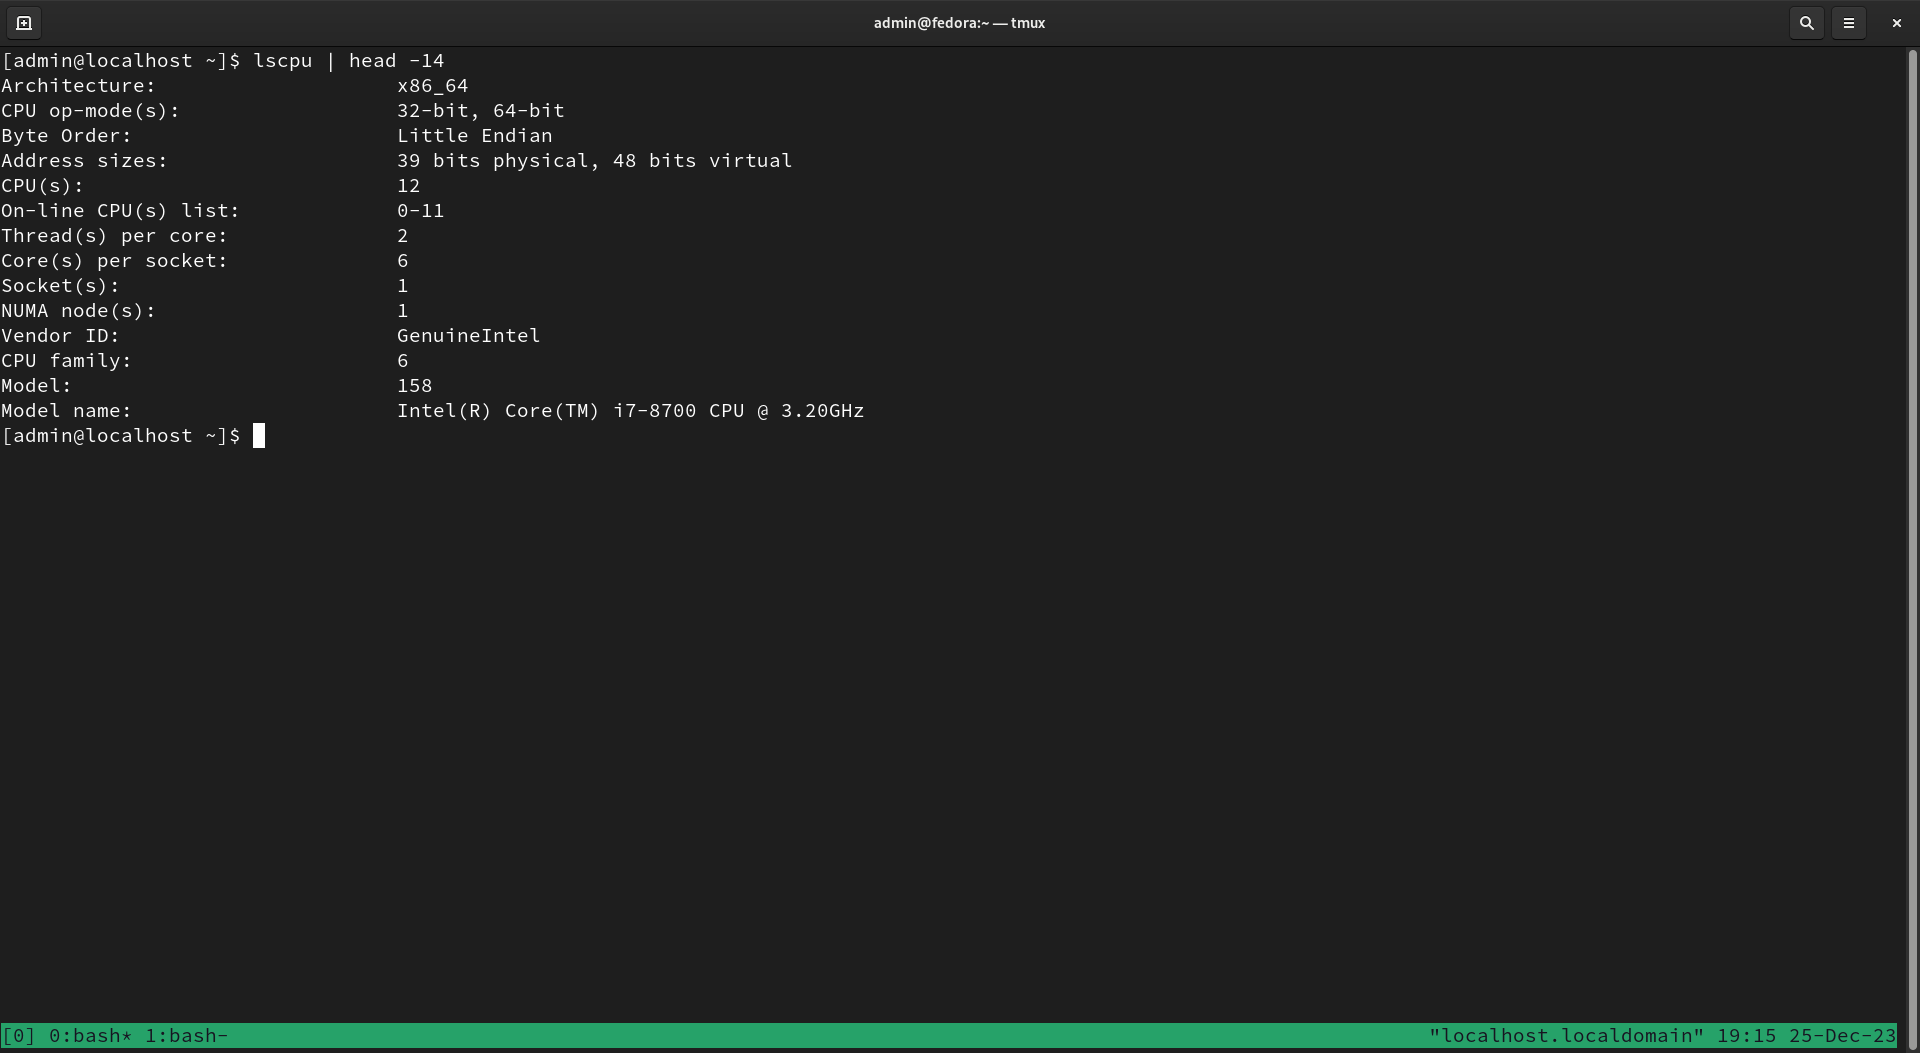 admin@fedora:~ — tmux
[admin@localhost ~]$ lscpu | head -14
Architecture:                    x86_64
CPU op-mode(s):                  32-bit, 64-bit
Byte Order:                      Little Endian
Address sizes:                   39 bits physical, 48 bits virtual
CPU(s):                          12
On-line CPU(s) list:             0-11
Thread(s) per core:              2
Core(s) per socket:              6
Socket(s):                       1
NUMA node(s):                    1
Vendor ID:                       GenuineIntel
CPU family:                      6
Model:                           158
Model name:                      Intel(R) Core(TM) i7-8700 CPU @ 3.20GHz
[admin@localhost ~]$
[0] 0:bash* 1:bash- "localhost.localdomain" 19:15 25-Dec-23